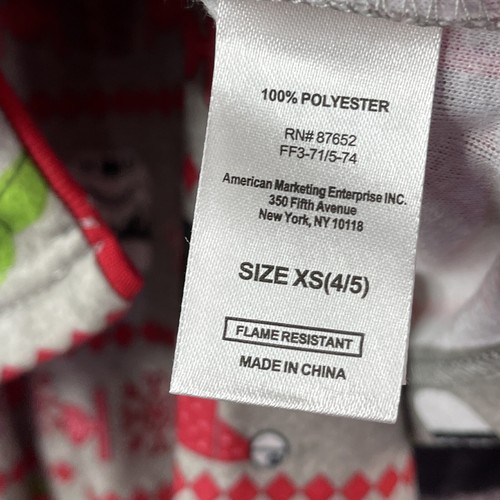 100% POLYESTER
RN# 87652
FF3-71/5-74
American Marketing Enterprise INC.
350 Fifth Avenue
New York, NY 10118
SIZE XS(4/5)
FLAME RESISTANT
MADE IN CHINA